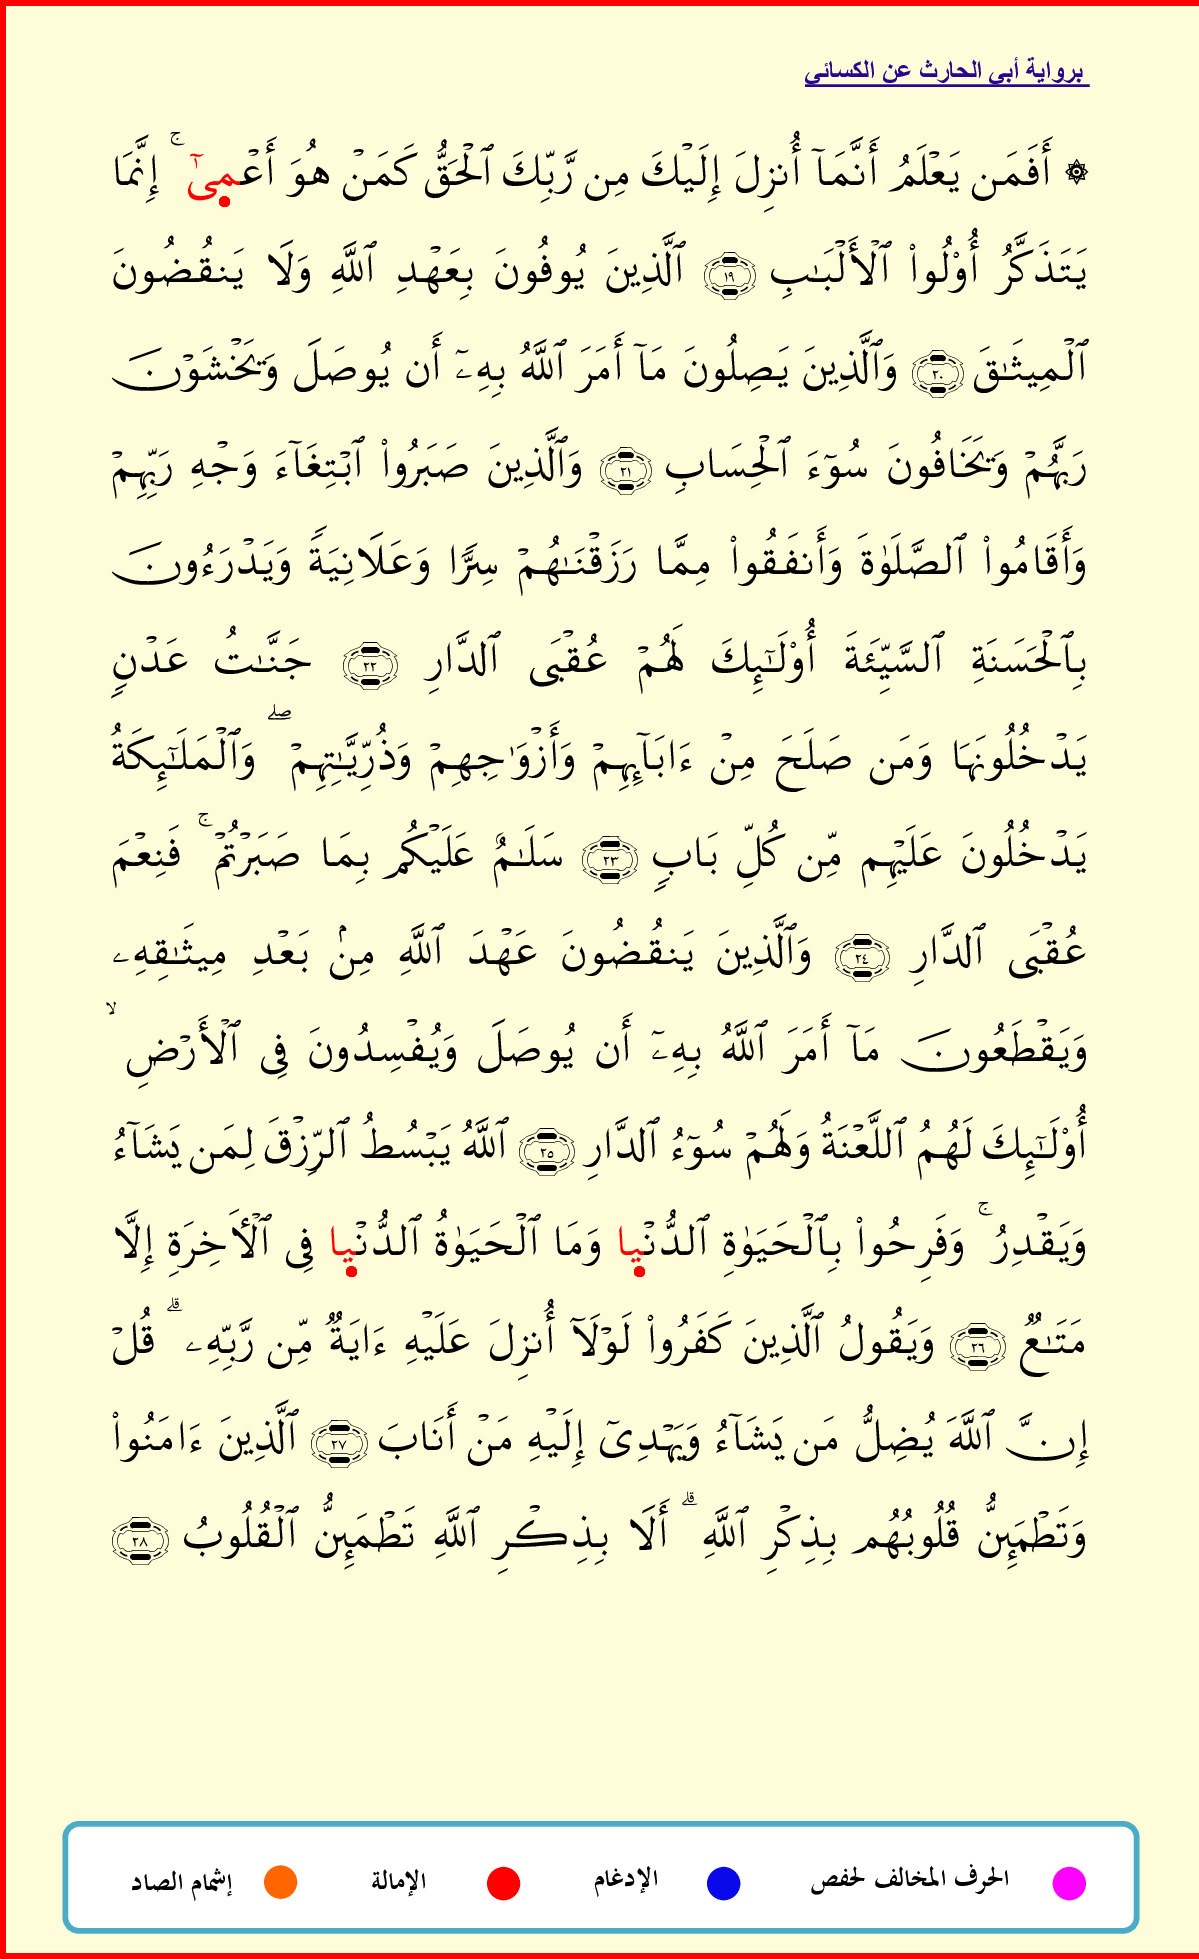 برواية أبي الحارث عن الكسائي
۞ أَفَمَن يَعْلَمُ أَنَّمَآ أُنزِلَ إِلَيْكَ مِن رَّبِّكَ ٱلْحَقُّ كَمَنْ هُوَ أَعْمِىٰٓ ۚ إِنَّمَا
يَتَذَكَّرُ أُوْلُواْ ٱلْأَلْبَـٰبِ ١٩ ٱلَّذِينَ يُوفُونَ بِعَهْدِ ٱللَّهِ وَلَا يَنقُضُونَ
ٱلْمِيثَـٰقَ ٢٠ وَٱلَّذِينَ يَصِلُونَ مَآ أَمَرَ ٱللَّهُ بِهِۦٓ أَن يُوصَلَ وَيَخْشَوْنَ
رَبَّهُمْ وَيَخَافُونَ سُوٓءَ ٱلْحِسَابِ ٢١ وَٱلَّذِينَ صَبَرُواْ ٱبْتِغَآءَ وَجْهِ رَبِّهِمْ
وَأَقَامُواْ ٱلصَّلَوٰةَ وَأَنفَقُواْ مِمَّا رَزَقْنَـٰهُمْ سِرًّا وَعَلَانِيَةً وَيَدْرَءُونَ
بِٱلْحَسَنَةِ ٱلسَّيِّئَةَ أُوْلَـٰٓئِكَ لَهُمْ عُقْبَى ٱلدَّارِ ٢٢ جَنَّـٰتُ عَدْنٍ
يَدْخُلُونَهَا وَمَن صَلَحَ مِنْ ءَابَآئِهِمْ وَأَزْوَٰجِهِمْ وَذُرِّيَّـٰتِهِمْ ۖ وَٱلْمَلَـٰٓئِكَةُ
يَدْخُلُونَ عَلَيْهِم مِّن كُلِّ بَابٍ ٢٣ سَلَـٰمٌ عَلَيْكُم بِمَا صَبَرْتُمْ ۚ فَنِعْمَ
عُقْبَى ٱلدَّارِ ٢٤ وَٱلَّذِينَ يَنقُضُونَ عَهْدَ ٱللَّهِ مِنۢ بَعْدِ مِيثَـٰقِهِۦ
وَيَقْطَعُونَ مَآ أَمَرَ ٱللَّهُ بِهِۦٓ أَن يُوصَلَ وَيُفْسِدُونَ فِى ٱلْأَرْضِ ۙ
أُوْلَـٰٓئِكَ لَهُمُ ٱللَّعْنَةُ وَلَهُمْ سُوٓءُ ٱلدَّارِ ٢٥ ٱللَّهُ يَبْسُطُ ٱلرِّزْقَ لِمَن يَشَآءُ
وَيَقْدِرُ ۚ وَفَرِحُواْ بِٱلْحَيَوٰةِ ٱلدُّنْيِا وَمَا ٱلْحَيَوٰةُ ٱلدُّنْيِا فِى ٱلْأَخِرَةِ إِلَّا
مَتَـٰعٌ ٢٦ وَيَقُولُ ٱلَّذِينَ كَفَرُواْ لَوْلَآ أُنزِلَ عَلَيْهِ ءَايَةٌ مِّن رَّبِّهِۦ ۗ قُلْ
إِنَّ ٱللَّهَ يُضِلُّ مَن يَشَآءُ وَيَهْدِىٓ إِلَيْهِ مَنْ أَنَابَ ٢٧ ٱلَّذِينَ ءَامَنُواْ
وَتَطْمَئِنُّ قُلُوبُهُم بِذِكْرِ ٱللَّهِ ۗ أَلَا بِذِكْرِ ٱللَّهِ تَطْمَئِنُّ ٱلْقُلُوبُ ٢٨
الحرف المخالف لحفص الإدغام الإمالة إشمام الصاد